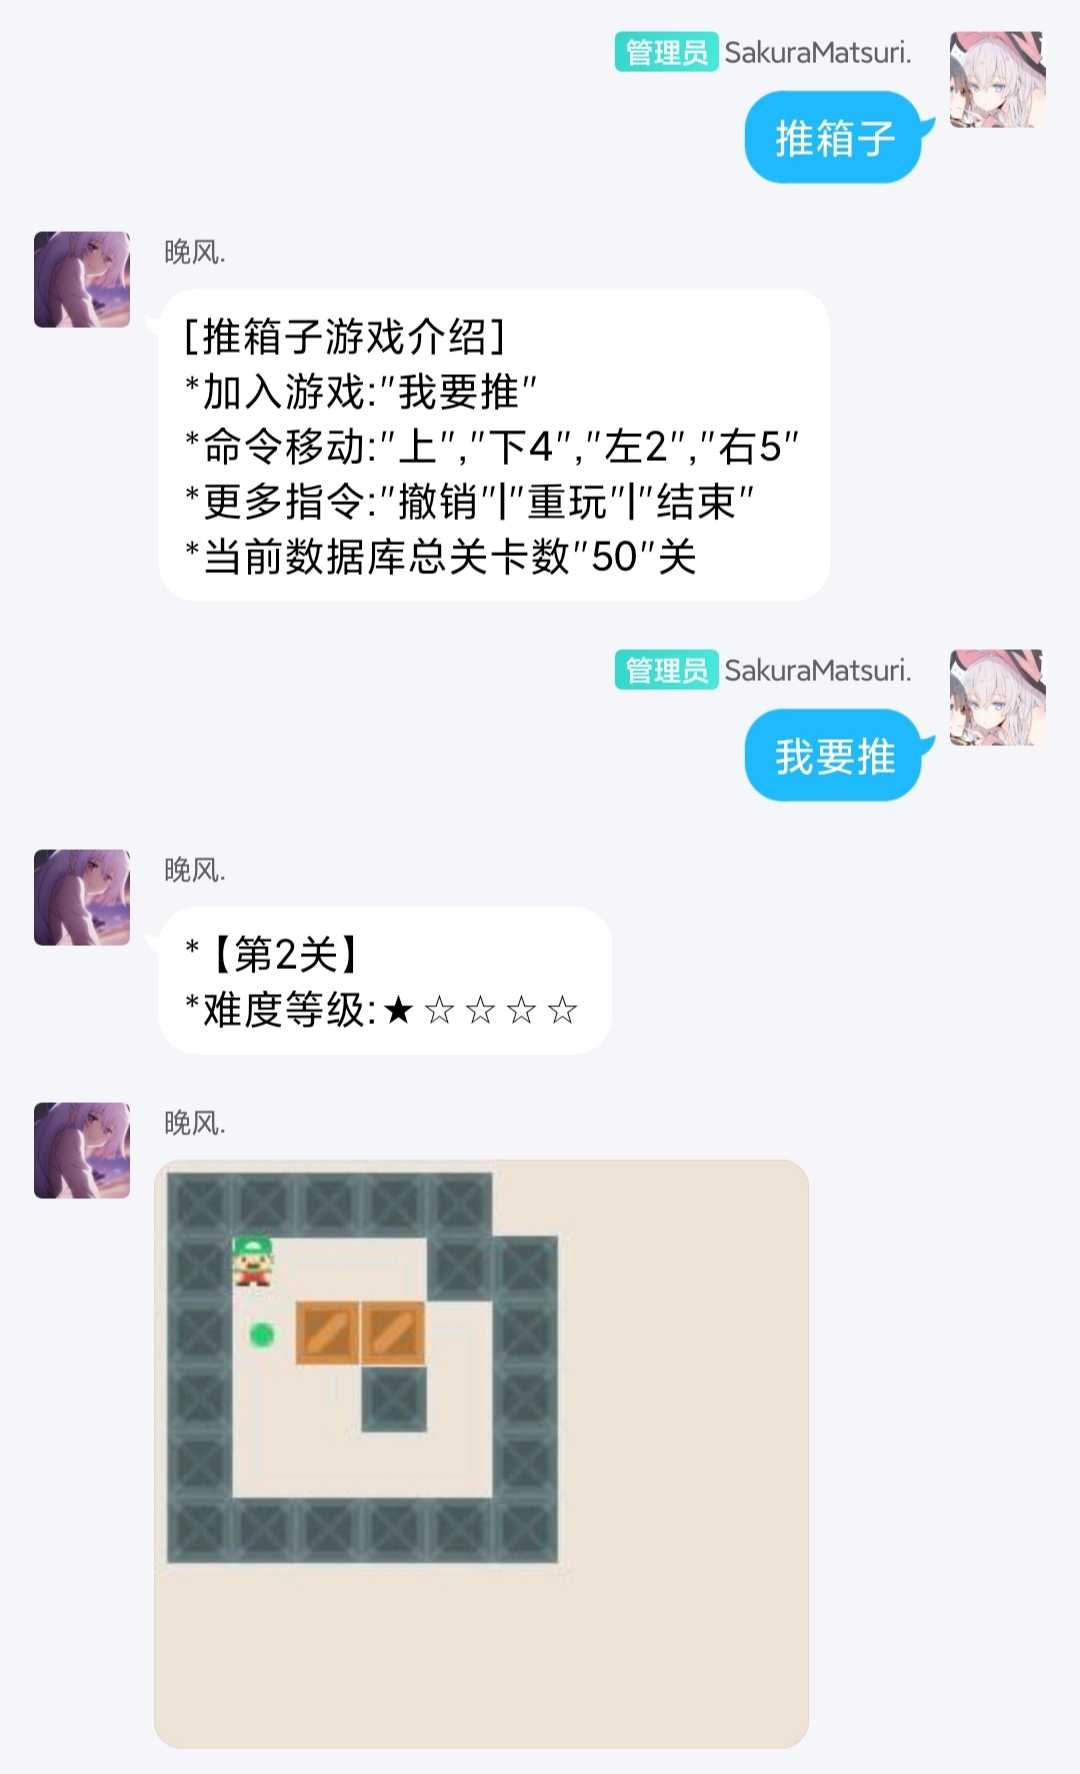 管理员 SakuraMatsuri.
推箱子
晚风.
[推箱子游戏介绍]
*加入游戏:"我要推"
*命令移动:"上","下4","左2","右5"
*更多指令:"撤销"|"重玩"|"结束"
*当前数据库总关卡数"50"关
管理员 SakuraMatsuri.
我要推
晚风.
*【第2关】
*难度等级:★☆☆☆☆
晚风.